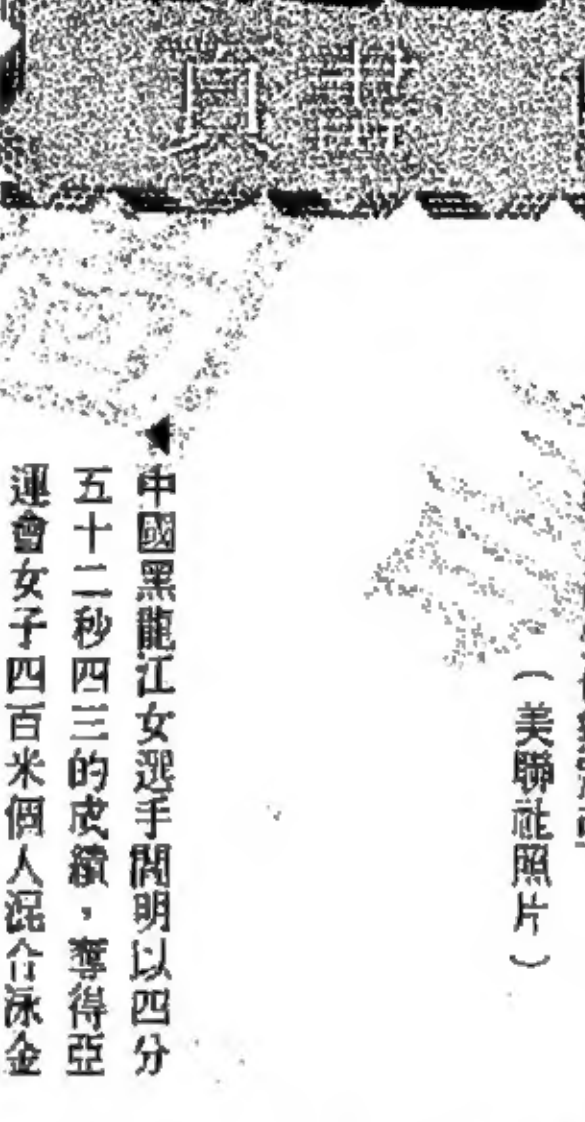 （美聯社照片）
中國黑龍江女選手閆明以四分
五十二秒四三的成績，奪得亞
運會女子四百米個人混合泳金